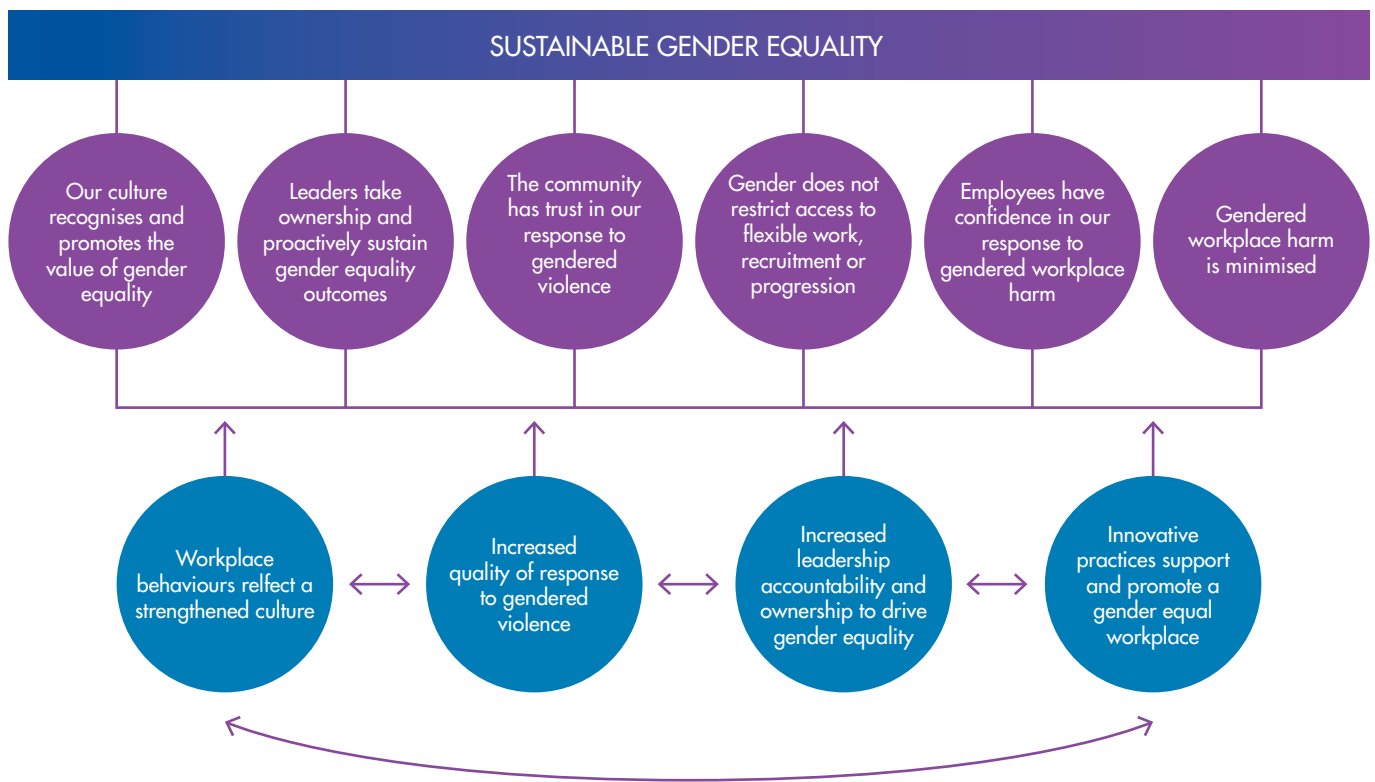 SUSTAINABLE GENDER EQUALITY
Our culture
recognises and
promotes the
value of gender
equality
Leaders take
ownership and
proactively sustain
gender equality
outcomes
The community
has trust in our
response to
gendered
violence
Gender does not
restrict access to
flexible work,
recruitment or
progression
Employees have
confidence in our
response to
gendered workplace
harm
Gendered
workplace harm
is minimised
Workplace
behaviours relfect a
strengthened culture
Increased
quality of response
to gendered
violence
Increased
leadership
accountability and
ownership to drive
gender equality
Innovative
practices support
and promote a
gender equal
workplace